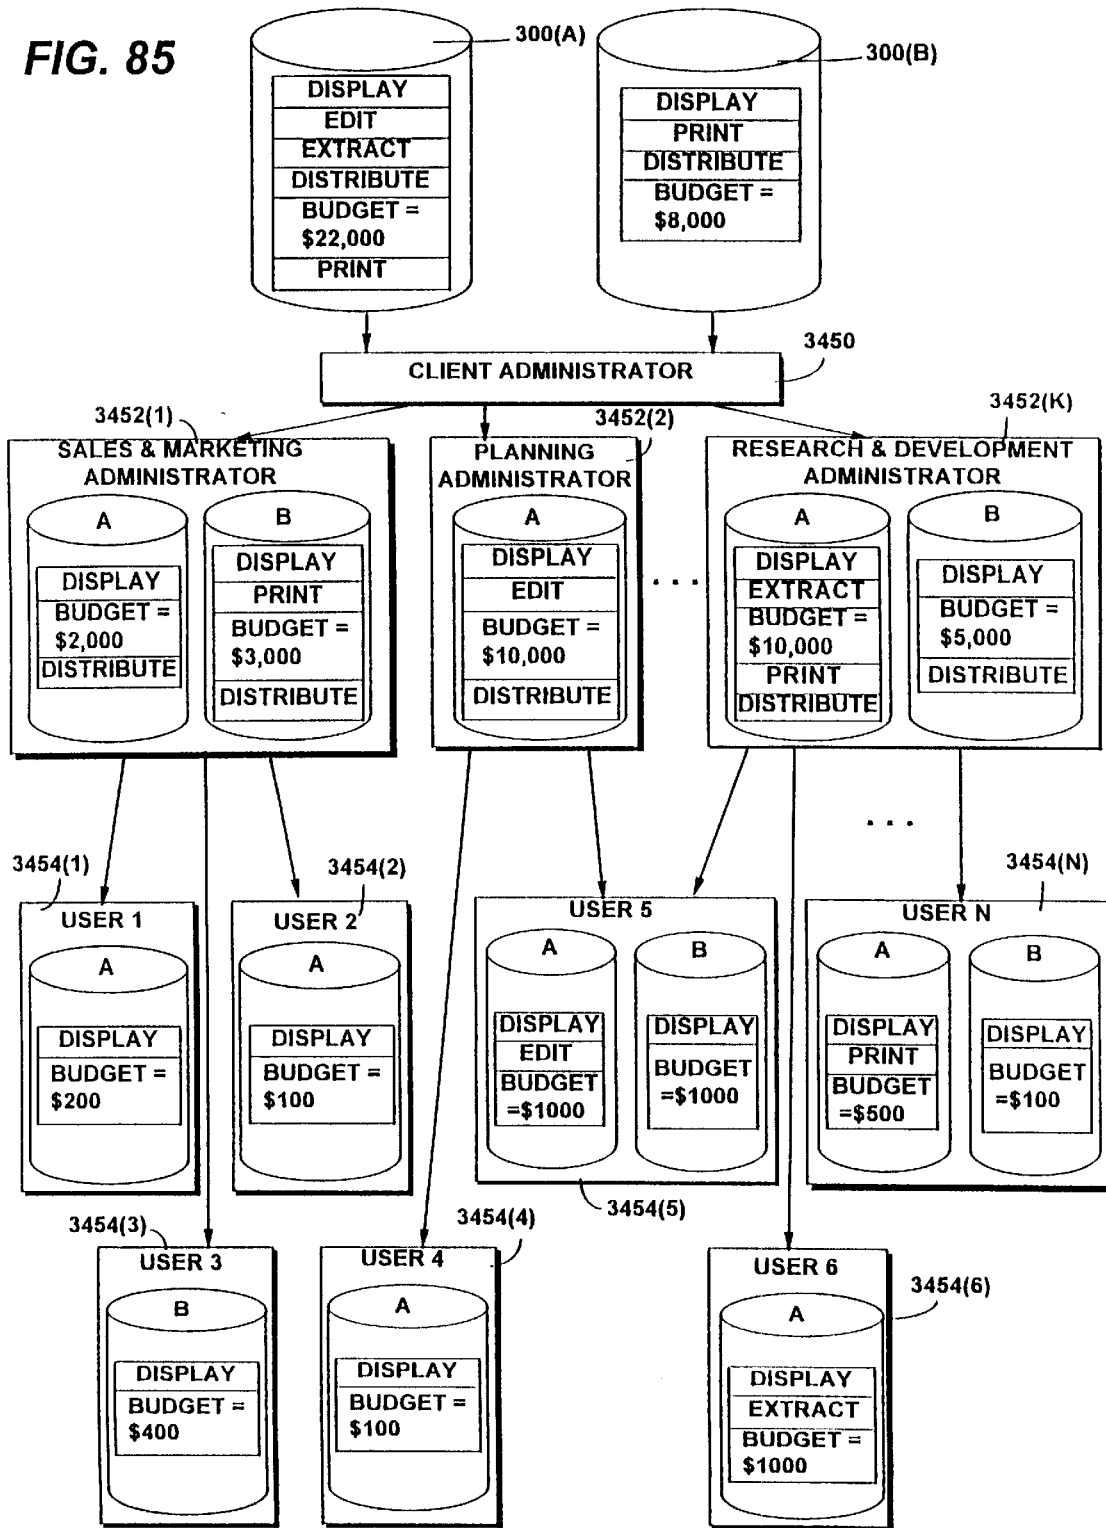 FIG. 85
300(A)
DISPLAY
EDIT
EXTRACT
DISTRIBUTE
BUDGET =
$22,000
PRINT
300(B)
DISPLAY
PRINT
DISTRIBUTE
BUDGET =
$8,000
3450
CLIENT ADMINISTRATOR
3452(1)
SALES & MARKETING
ADMINISTRATOR
A
DISPLAY
BUDGET =
$2,000
DISTRIBUTE
B
DISPLAY
PRINT
BUDGET =
$3,000
DISTRIBUTE
3452(2)
PLANNING
ADMINISTRATOR
A
DISPLAY
EDIT
BUDGET =
$10,000
DISTRIBUTE
. . .
3452(K)
RESEARCH & DEVELOPMENT
ADMINISTRATOR
A
DISPLAY
EXTRACT
BUDGET =
$10,000
PRINT
DISTRIBUTE
B
DISPLAY
BUDGET =
$5,000
DISTRIBUTE
. . .
3454(1)
USER 1
A
DISPLAY
BUDGET =
$200
3454(2)
USER 2
A
DISPLAY
BUDGET =
$100
USER 5
A
DISPLAY
EDIT
BUDGET
=$1000
B
DISPLAY
BUDGET
=$1000
3454(5)
3454(N)
USER N
A
DISPLAY
PRINT
BUDGET
=$500
B
DISPLAY
BUDGET
=$100
3454(3)
USER 3
B
DISPLAY
BUDGET =
$400
3454(4)
USER 4
A
DISPLAY
BUDGET =
$100
3454(6)
USER 6
A
DISPLAY
EXTRACT
BUDGET =
$1000